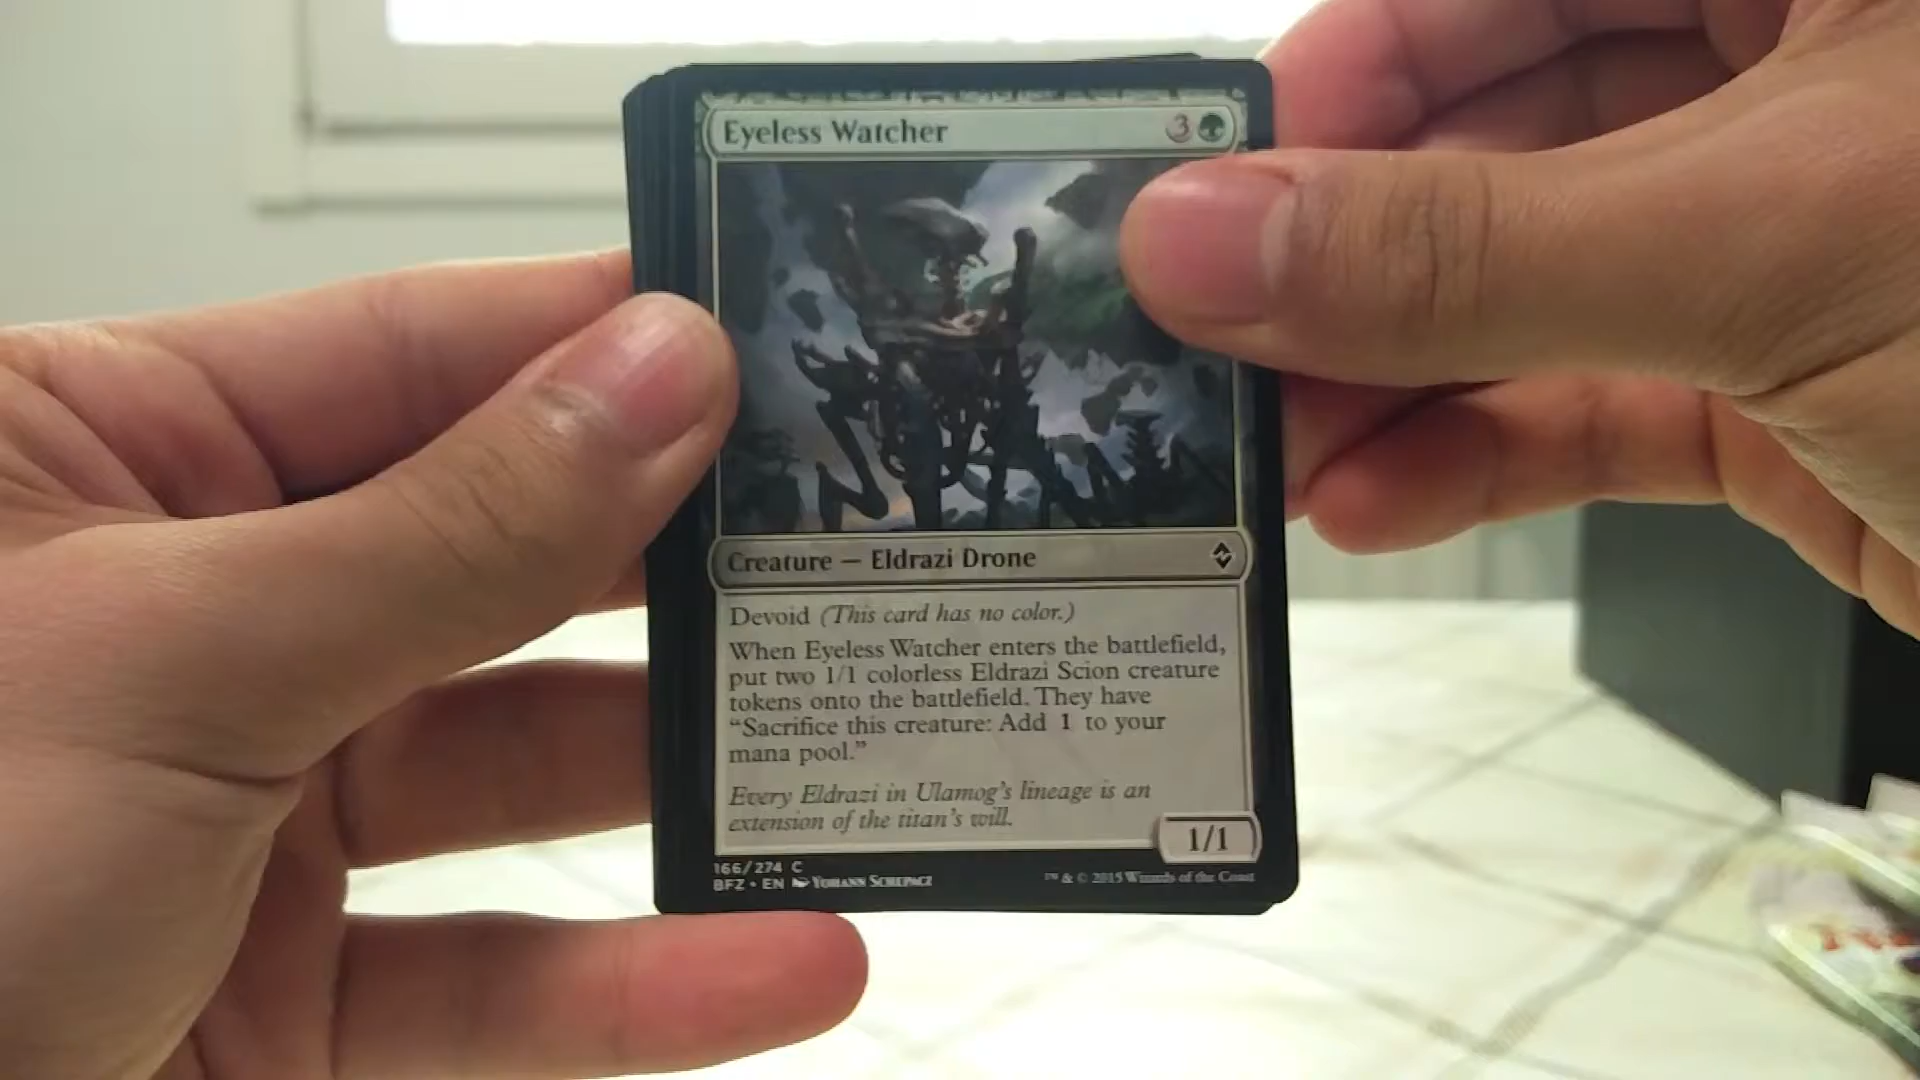 Eyeless Watcher 3
Creature — Eldrazi Drone
Devoid (This card has no color.)
When Eyeless Watcher enters the battlefield,
put two 1/1 colorless Eldrazi Scion creature
tokens onto the battlefield. They have
“Sacrifice this creature: Add 1 to your
mana pool.”
Every Eldrazi in Ulamog's lineage is an
extension of the titan's will.
1/1
166/274 C
BFZ • EN Yohann Schepacz
™ & © 2015 Wizards of the Coast